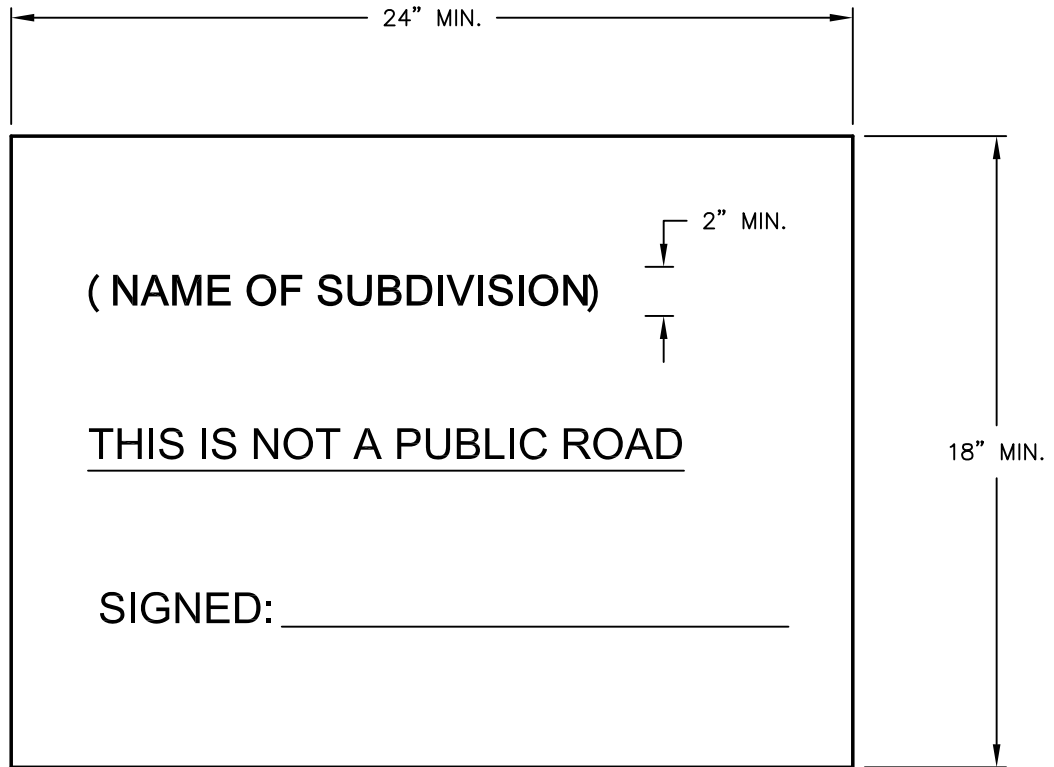 24” MIN.
2” MIN.
( NAME OF SUBDIVISION)
THIS IS NOT A PUBLIC ROAD
18” MIN.
SIGNED: